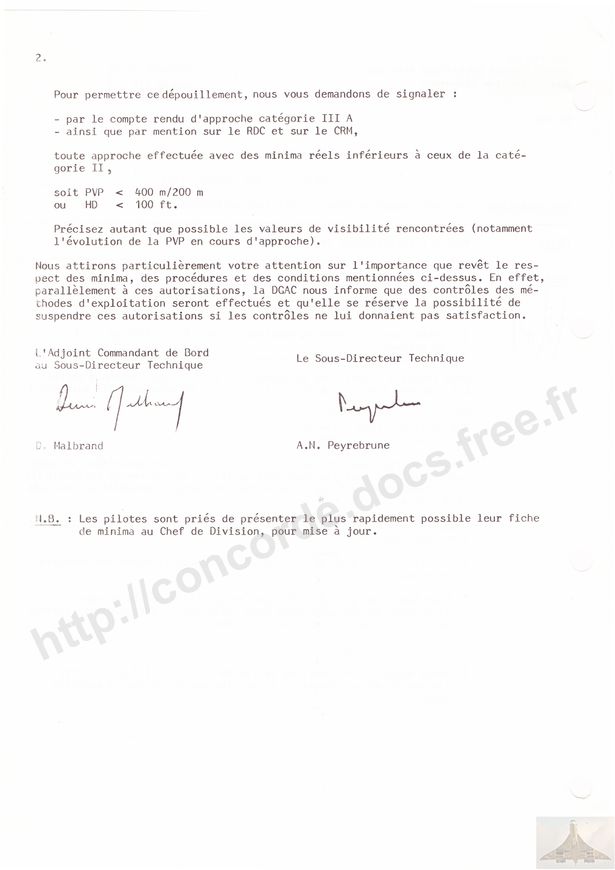 2.
Pour permettre ce dépouillement, nous vous demandons de signaler :
- par le compte rendu d'approche catégorie III A
- ainsi que par mention sur le RDC et sur le CRM,
toute approche effectuée avec des minima réels inférieurs à ceux de la caté-
gorie II,
soit PVP < 400 m/200 m
ou HD < 100 ft.
Précisez autant que possible les valeurs de visibilité rencontrées (notamment
l'évolution de la PVP en cours d'approche).
Nous attirons particulièrement votre attention sur l'importance que revêt le res-
pect des minima, des procédures et des conditions mentionnées ci-dessus. En effet,
parallèlement à ces autorisations, la DGAC nous informe que des contrôles des mé-
thodes d'exploitation seront effectués et qu'elle se réserve la possibilité de
suspendre ces autorisations si les contrôles ne lui donnaient pas satisfaction.
L'Adjoint Commandant de Bord
au Sous-Directeur Technique
Le Sous-Directeur Technique
D. Malbrand
A.N. Peyrebrune
N.B. : Les pilotes sont priés de présenter le plus rapidement possible leur fiche
de minima au Chef de Division, pour mise à jour.
http://concorde.docs.free.fr